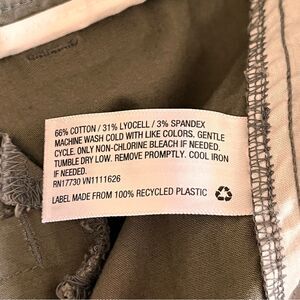 66% COTTON / 31% LYOCELL / 3% SPANDEX
MACHINE WASH COLD WITH LIKE COLORS. GENTLE
CYCLE. ONLY NON-CHLORINE BLEACH IF NEEDED.
TUMBLE DRY LOW. REMOVE PROMPTLY. COOL IRON
IF NEEDED.
RN17730 VN1111626
LABEL MADE FROM 100% RECYCLED PLASTIC